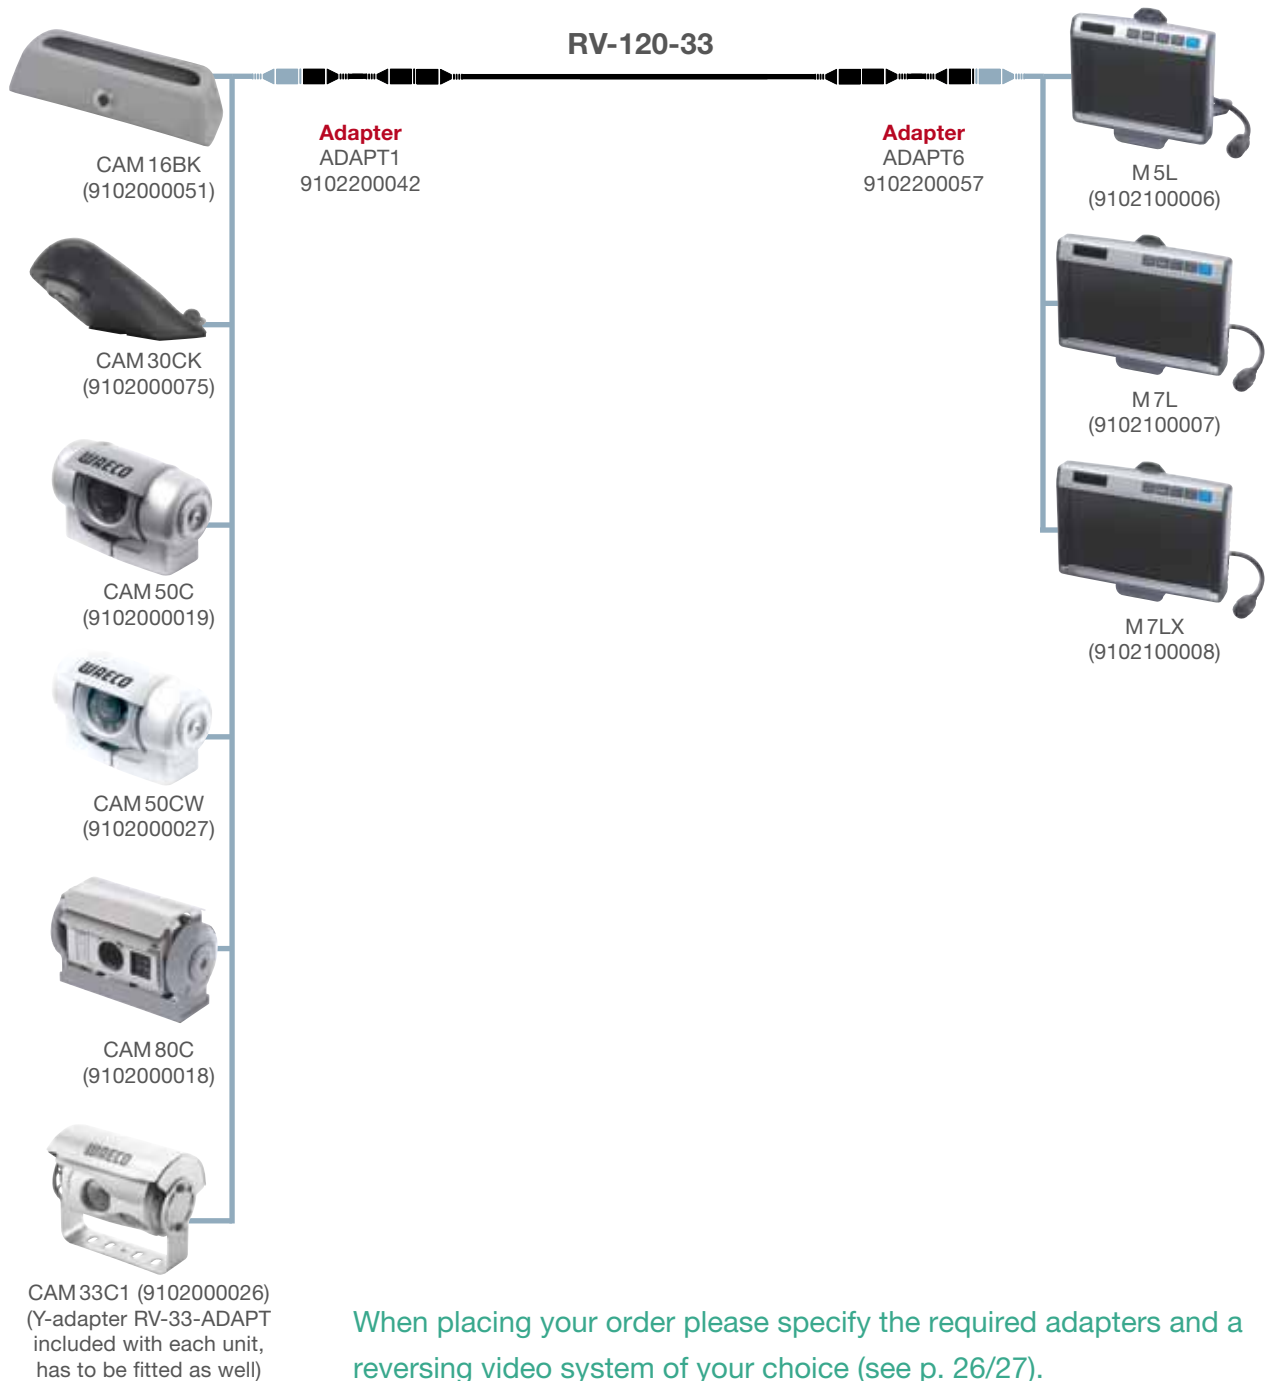 RV-120-33
Adapter
ADAPT1
9102200042
Adapter
ADAPT6
9102200057
CAM 16BK
(9102000051)
CAM 30CK
(9102000075)
WAECO
CAM 50C
(9102000019)
WAECO
CAM 50CW
(9102000027)
CAM 80C
(9102000018)
WAECO
CAM 33C1 (9102000026)
(Y-adapter RV-33-ADAPT
included with each unit,
has to be fitted as well)
M 5L
(9102100006)
M 7L
(9102100007)
M 7LX
(9102100008)
When placing your order please specify the required adapters and a
reversing video system of your choice (see p. 26/27).